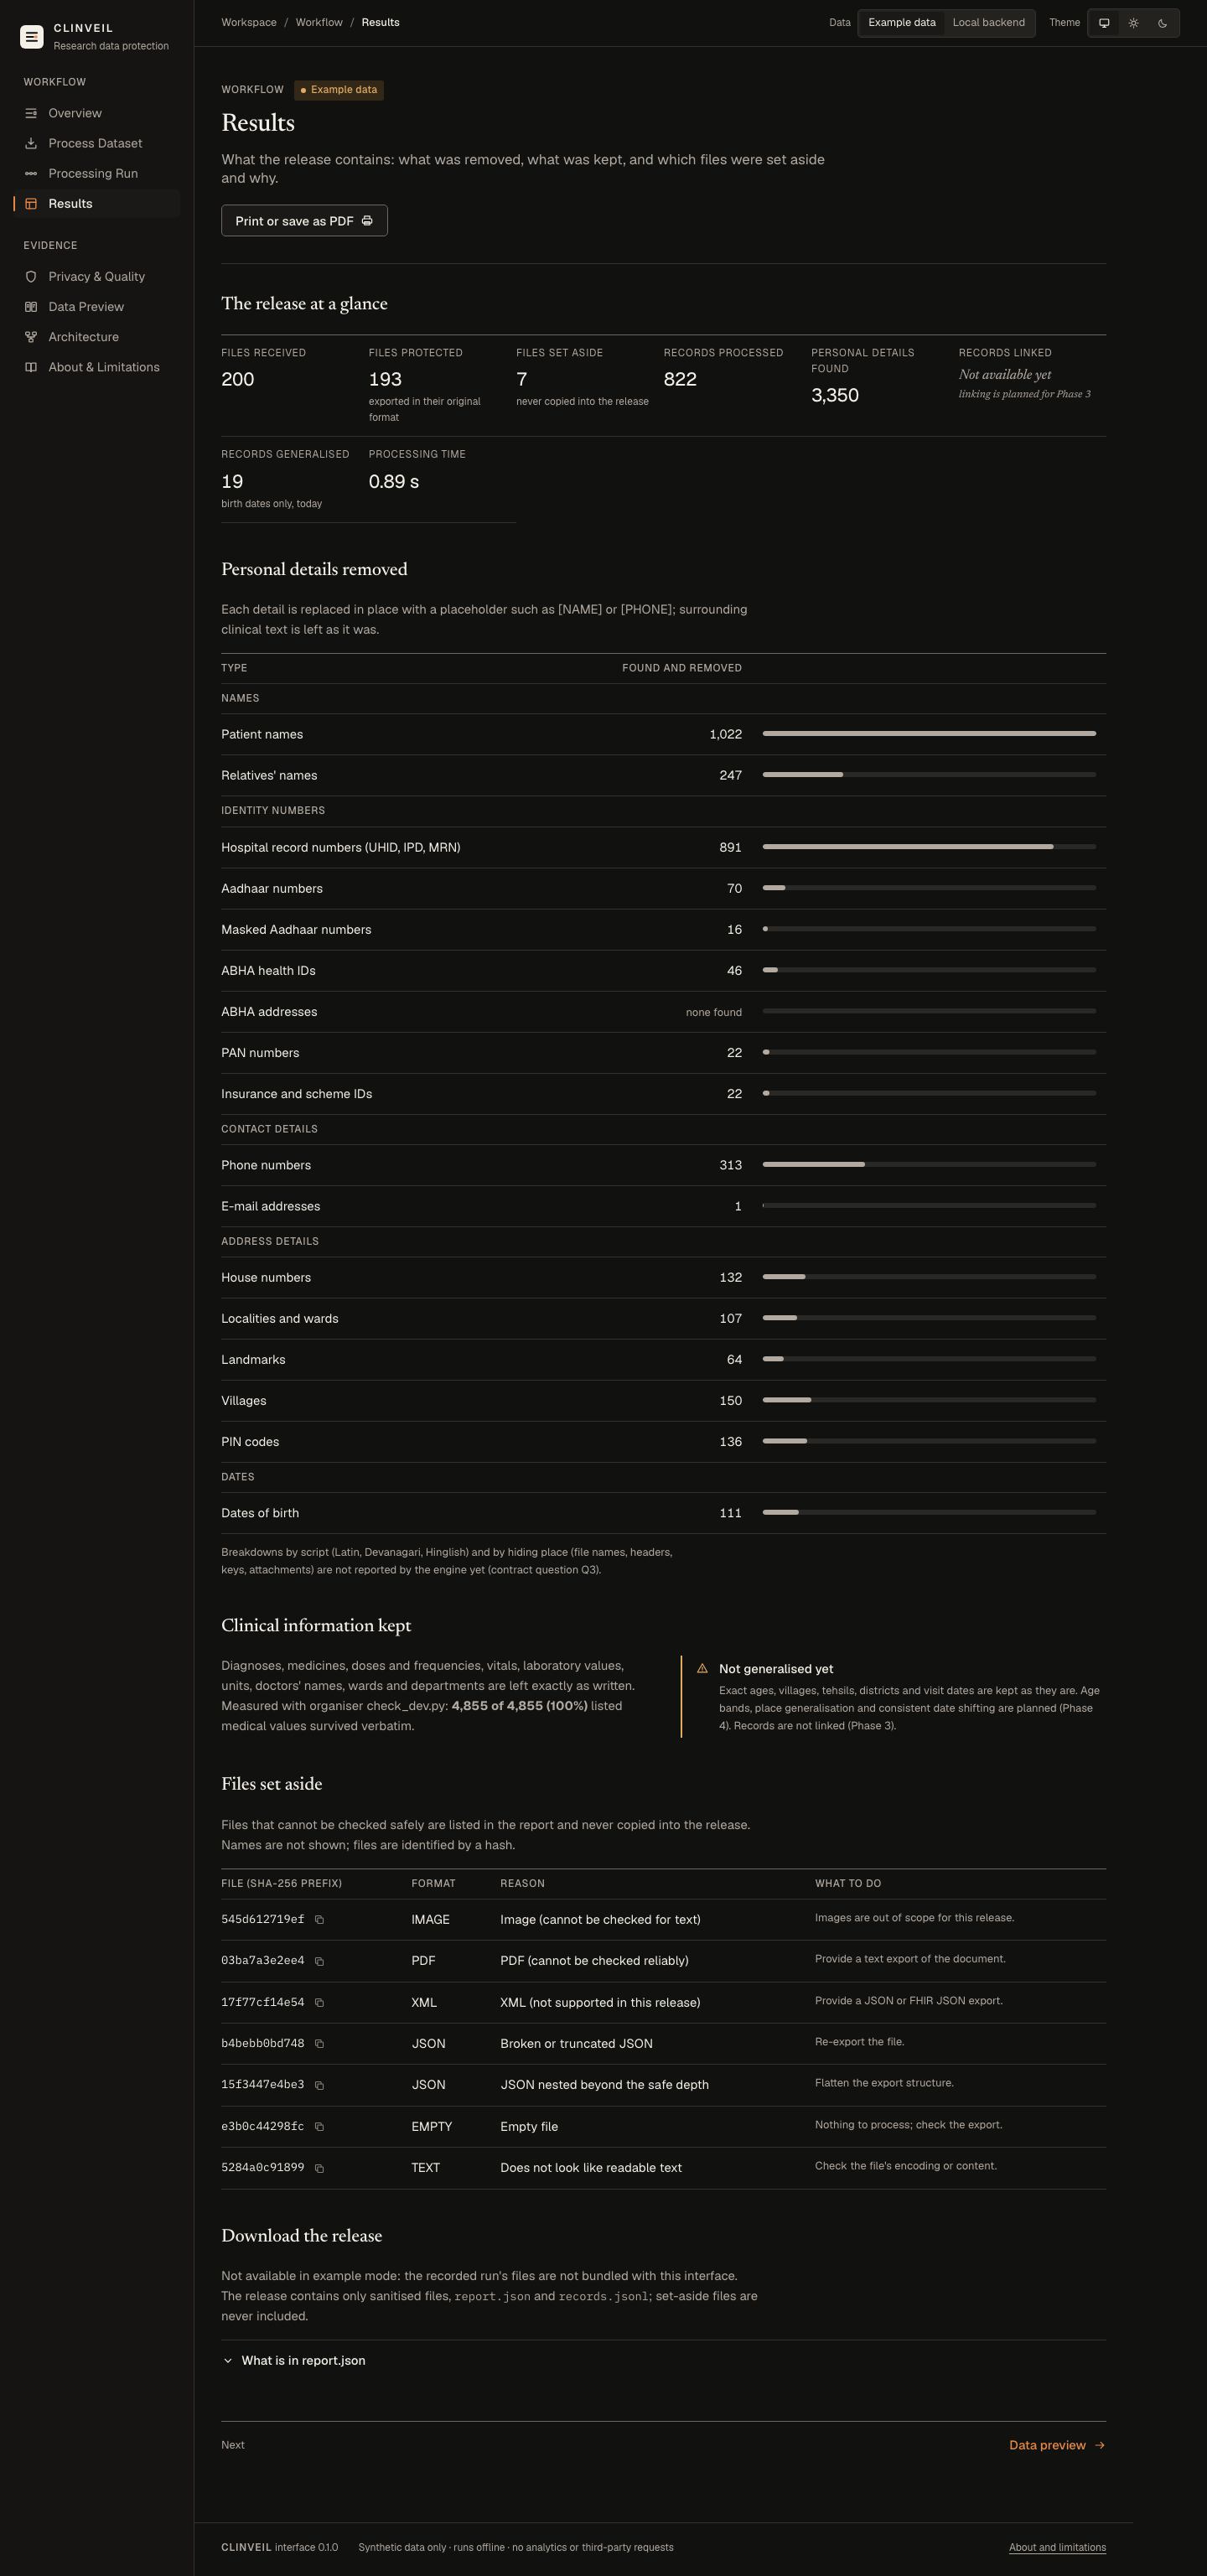 CLINVEIL
Research data protection
WORKFLOW
Overview
Process Dataset
Processing Run
Results
EVIDENCE
Privacy & Quality
Data Preview
Architecture
About & Limitations
Workspace / Workflow / Results
Data Example data Local backend Theme
WORKFLOW Example data
Results
What the release contains: what was removed, what was kept, and which files were set aside
and why.
Print or save as PDF
The release at a glance
FILES RECEIVED
200
FILES PROTECTED
193
exported in their original
format
FILES SET ASIDE
7
never copied into the release
RECORDS PROCESSED
822
PERSONAL DETAILS
FOUND
3,350
RECORDS LINKED
Not available yet
linking is planned for Phase 3
RECORDS GENERALISED
19
birth dates only, today
PROCESSING TIME
0.89 s
Personal details removed
Each detail is replaced in place with a placeholder such as [NAME] or [PHONE]; surrounding
clinical text is left as it was.
TYPE FOUND AND REMOVED
NAMES
Patient names 1,022
Relatives' names 247
IDENTITY NUMBERS
Hospital record numbers (UHID, IPD, MRN) 891
Aadhaar numbers 70
Masked Aadhaar numbers 16
ABHA health IDs 46
ABHA addresses none found
PAN numbers 22
Insurance and scheme IDs 22
CONTACT DETAILS
Phone numbers 313
E-mail addresses 1
ADDRESS DETAILS
House numbers 132
Localities and wards 107
Landmarks 64
Villages 150
PIN codes 136
DATES
Dates of birth 111
Breakdowns by script (Latin, Devanagari, Hinglish) and by hiding place (file names, headers,
keys, attachments) are not reported by the engine yet (contract question Q3).
Clinical information kept
Diagnoses, medicines, doses and frequencies, vitals, laboratory values,
units, doctors' names, wards and departments are left exactly as written.
Measured with organiser check_dev.py: 4,855 of 4,855 (100%) listed
medical values survived verbatim.
Not generalised yet
Exact ages, villages, tehsils, districts and visit dates are kept as they are. Age
bands, place generalisation and consistent date shifting are planned (Phase
4). Records are not linked (Phase 3).
Files set aside
Files that cannot be checked safely are listed in the report and never copied into the release.
Names are not shown; files are identified by a hash.
FILE (SHA-256 PREFIX) FORMAT REASON WHAT TO DO
545d612719ef IMAGE Image (cannot be checked for text) Images are out of scope for this release.
03ba7a3e2ee4 PDF PDF (cannot be checked reliably) Provide a text export of the document.
17f77cf14e54 XML XML (not supported in this release) Provide a JSON or FHIR JSON export.
b4bebb0bd748 JSON Broken or truncated JSON Re-export the file.
15f3447e4be3 JSON JSON nested beyond the safe depth Flatten the export structure.
e3b0c44298fc EMPTY Empty file Nothing to process; check the export.
5284a0c91899 TEXT Does not look like readable text Check the file's encoding or content.
Download the release
Not available in example mode: the recorded run's files are not bundled with this interface.
The release contains only sanitised files, report.json and records.jsonl; set-aside files are
never included.
What is in report.json
Next Data preview →
CLINVEIL interface 0.1.0 Synthetic data only · runs offline · no analytics or third-party requests About and limitations